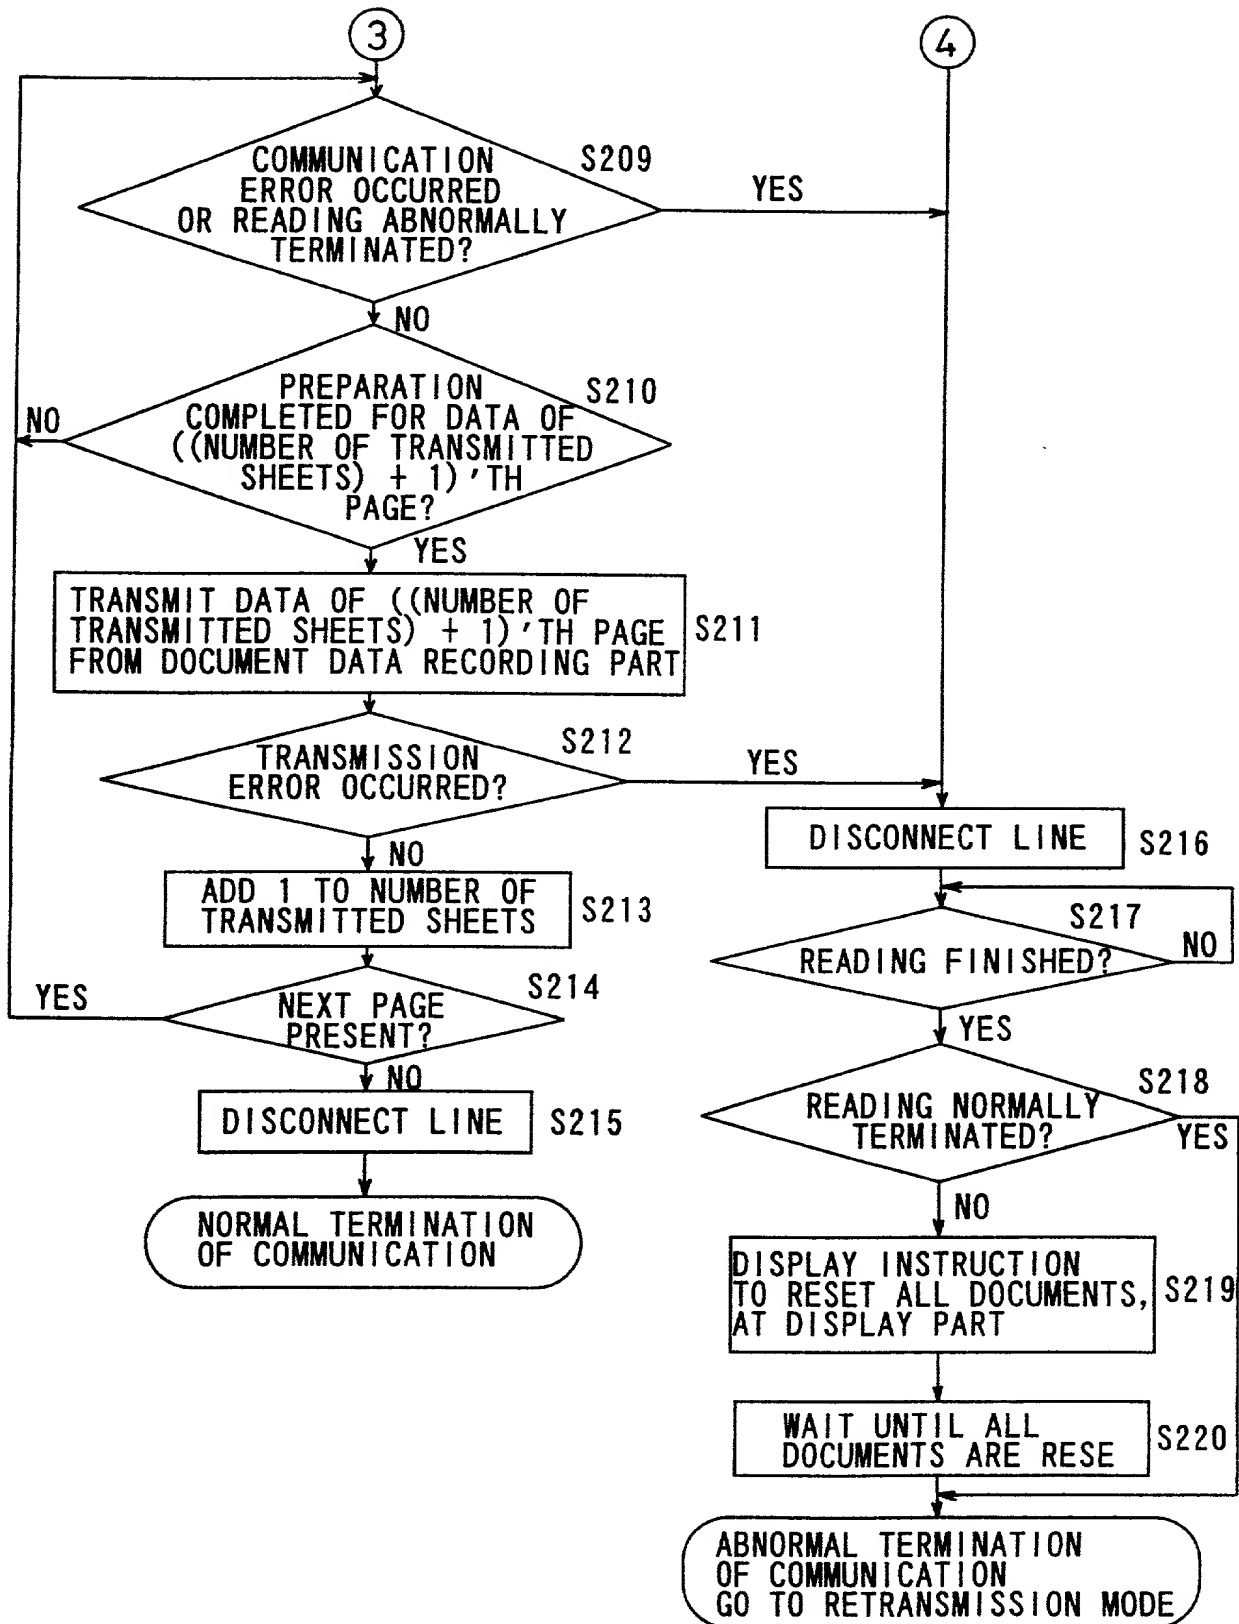 3
4
COMMUNICATION
ERROR OCCURRED
OR READING ABNORMALLY
TERMINATED?
S209
YES
NO
PREPARATION
COMPLETED FOR DATA OF
((NUMBER OF TRANSMITTED
SHEETS) + 1)'TH
PAGE?
S210
NO
YES
TRANSMIT DATA OF ((NUMBER OF
TRANSMITTED SHEETS) + 1)'TH PAGE
FROM DOCUMENT DATA RECORDING PART
S211
TRANSMISSION
ERROR OCCURRED?
S212
YES
NO
ADD 1 TO NUMBER OF
TRANSMITTED SHEETS
S213
NEXT PAGE
PRESENT?
S214
YES
NO
DISCONNECT LINE
S215
NORMAL TERMINATION
OF COMMUNICATION
DISCONNECT LINE
S216
READING FINISHED?
S217
NO
YES
READING NORMALLY
TERMINATED?
S218
YES
NO
DISPLAY INSTRUCTION
TO RESET ALL DOCUMENTS,
AT DISPLAY PART
S219
WAIT UNTIL ALL
DOCUMENTS ARE RESE
S220
ABNORMAL TERMINATION
OF COMMUNICATION
GO TO RETRANSMISSION MODE